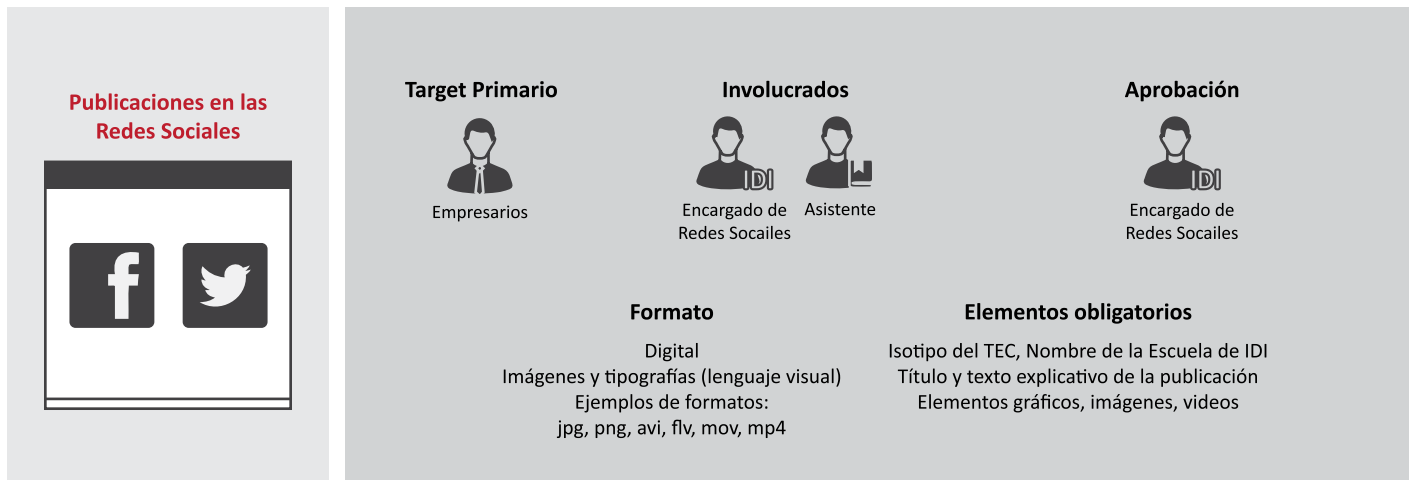 Publicaciones en las
Redes Sociales
Target Primario
Empresarios
Involucrados
IDI
Encargado de
Redes Socailes
Asistente
Aprobación
IDI
Encargado de
Redes Socailes
Formato
Digital
Imágenes y tipografías (lenguaje visual)
Ejemplos de formatos:
jpg, png, avi, flv, mov, mp4
Elementos obligatorios
Isotipo del TEC, Nombre de la Escuela de IDI
Título y texto explicativo de la publicación
Elementos gráficos, imágenes, videos